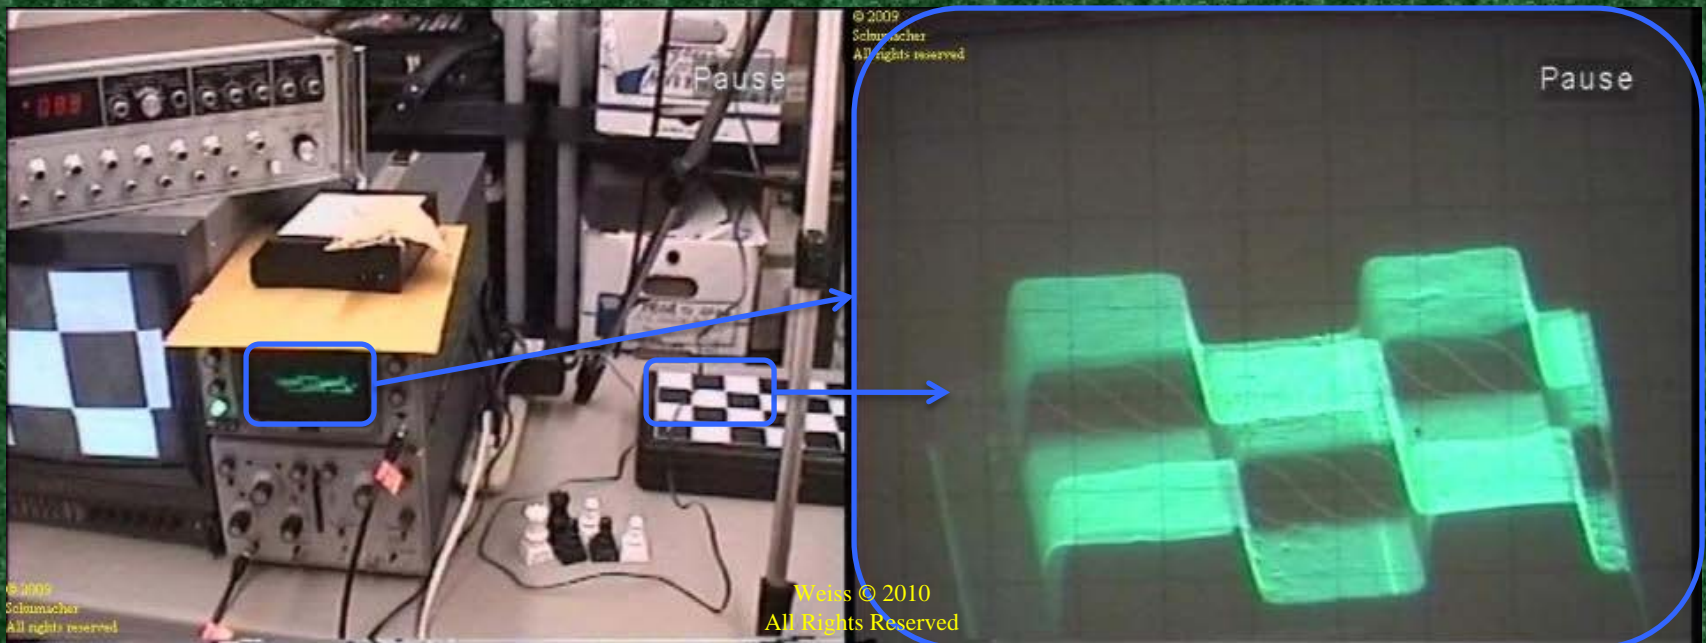 Pause
© 2009
Schumacher
All rights reserved
Pause
© 2009
Schumacher
All rights reserved
Weiss © 2010
All Rights Reserved